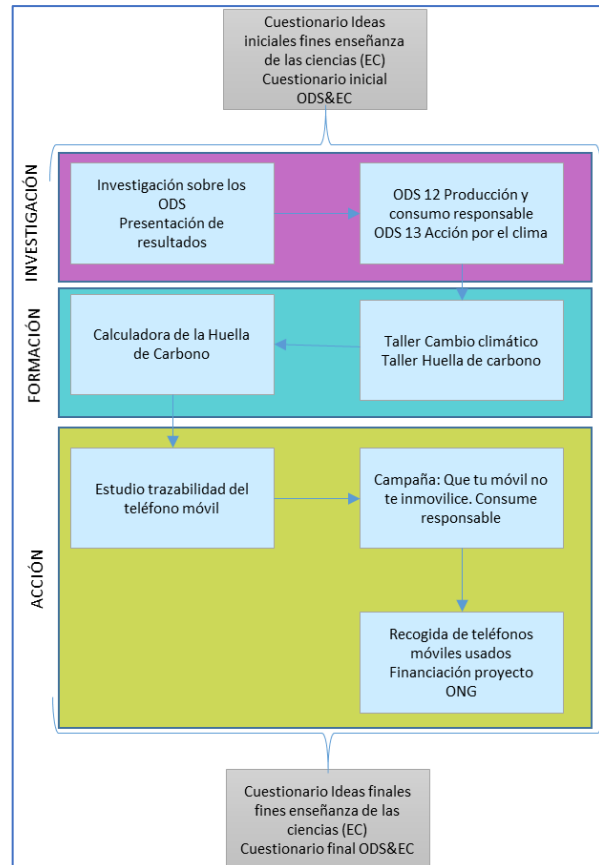 Cuestionario Ideas
iniciales fines enseñanza
de las ciencias (EC)
Cuestionario inicial
ODS&EC
INVESTIGACIÓN
Investigación sobre los
ODS
Presentación de
resultados
ODS 12 Producción y
consumo responsable
ODS 13 Acción por el clima
FORMACIÓN
Calculadora de la Huella
de Carbono
Taller Cambio climático
Taller Huella de carbono
ACCIÓN
Estudio trazabilidad del
teléfono móvil
Campaña: Que tu móvil no
te inmovilice. Consume
responsable
Recogida de teléfonos
móviles usados
Financiación proyecto
ONG
Cuestionario Ideas finales
fines enseñanza de las
ciencias (EC)
Cuestionario final ODS&EC